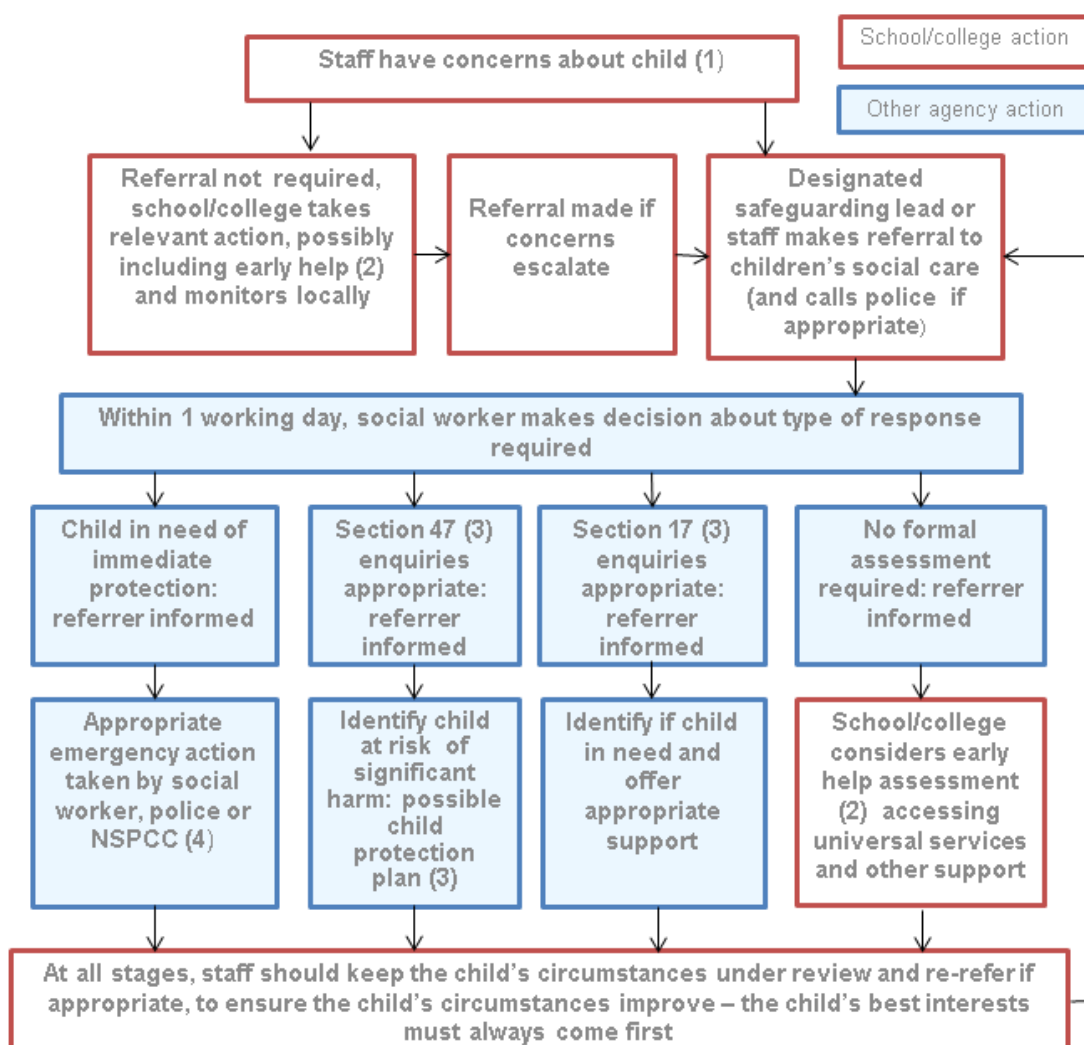 School/college action
Staff have concerns about child (1)
Other agency action
Referral not required,
school/college takes
relevant action, possibly
including early help (2)
and monitors locally
Referral made if
concerns
escalate
Designated
safeguarding lead or
staff makes referral to
children's social care
(and calls police if
appropriate)
Within 1 working day, social worker makes decision about type of response
required
Child in need of
immediate
protection:
referrer informed
Section 47 (3)
enquiries
appropriate:
referrer
informed
Section 17 (3)
enquiries
appropriate:
referrer
informed
No formal
assessment
required: referrer
informed
Appropriate
emergency action
taken by social
worker, police or
NSPCC (4)
Identify child
at risk of
significant
harm: possible
child
protection
plan (3)
Identify if child
in need and
offer
appropriate
support
School/college
considers early
help assessment
(2) accessing
universal services
and other support
At all stages, staff should keep the child's circumstances under review and re-refer if
appropriate, to ensure the child's circumstances improve – the child's best interests
must always come first